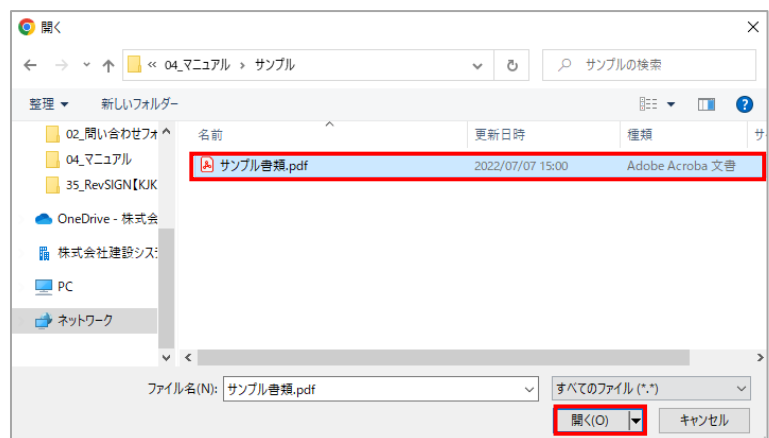 開く
« 04_マニュアル › サンプル
サンプルの検索
整理 ▼ 新しいフォルダー
02_問い合わせフォ
04_マニュアル
35_RevSIGN【KJK
OneDrive - 株式会
株式会社建設シス
PC
ネットワーク
名前 更新日時 種類 サ
サンプル書類.pdf 2022/07/07 15:00 Adobe Acroba 文書
ファイル名(N): サンプル書類.pdf すべてのファイル (*.*)
開く(O) キャンセル